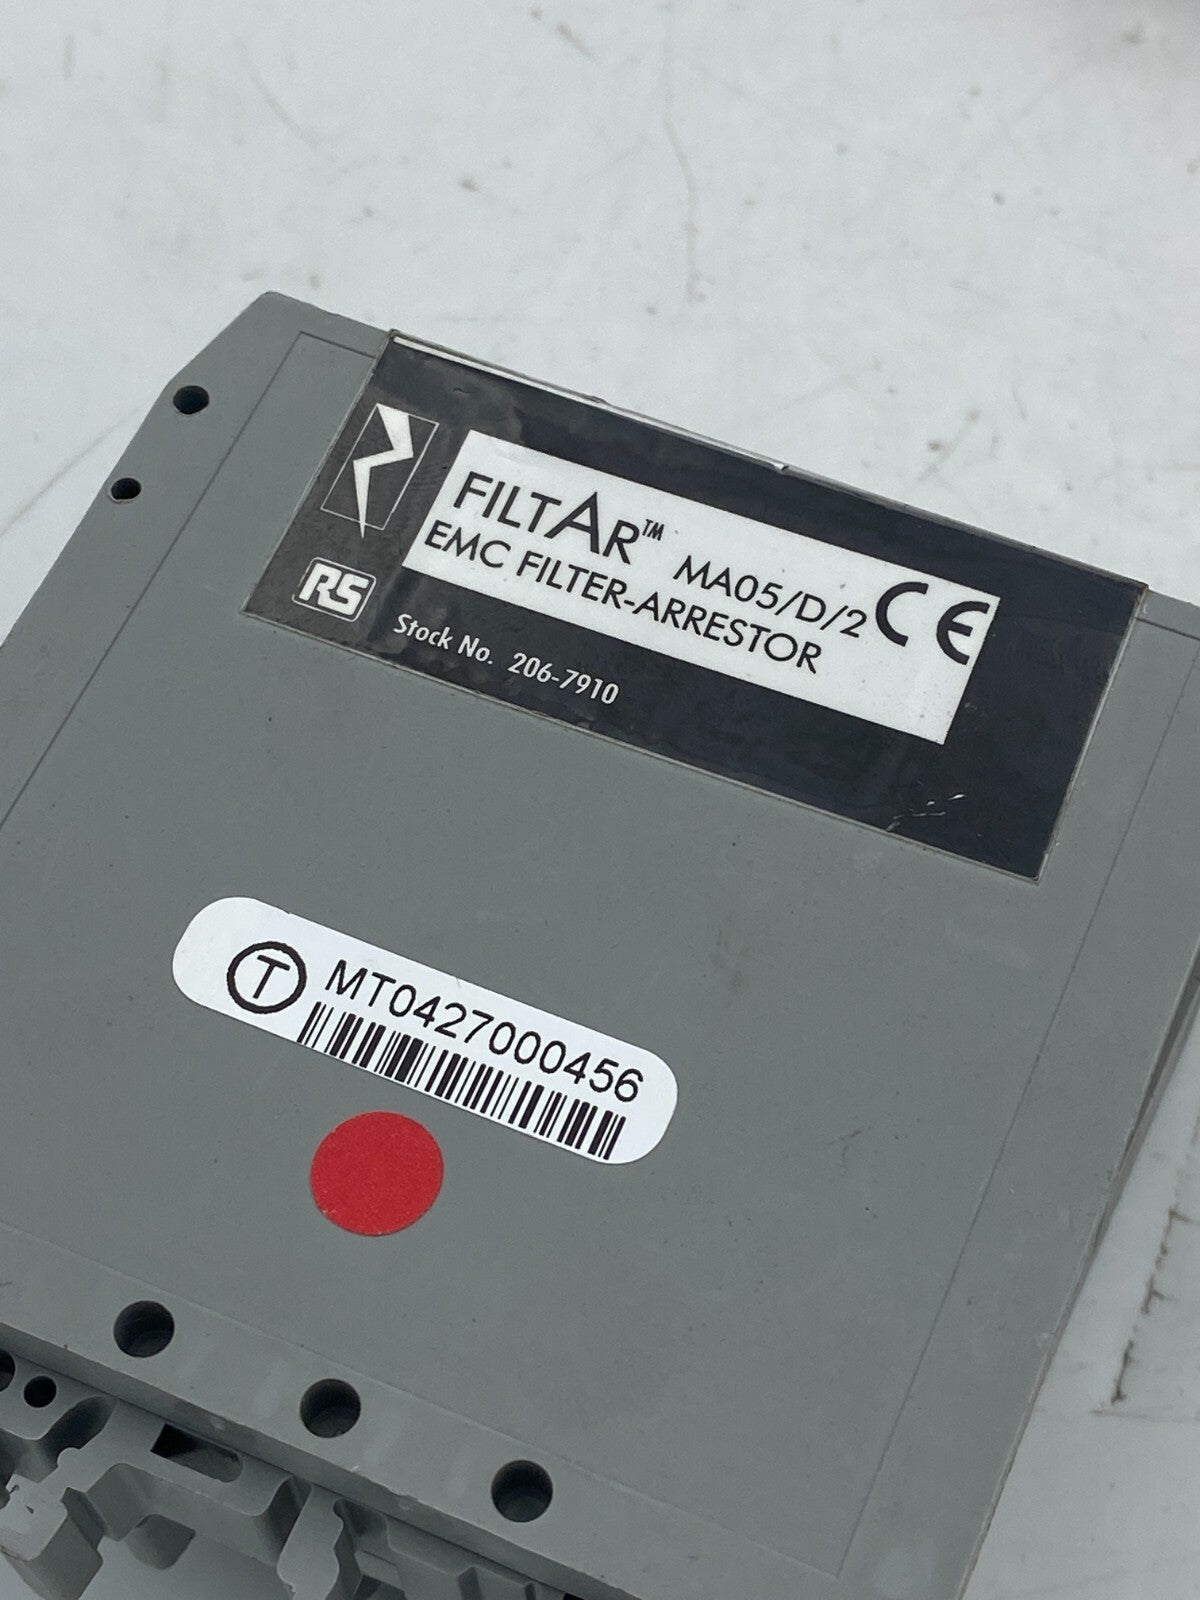 FILTAR™ MA05/D/2 CE
EMC FILTER-ARRESTOR
RS
Stock No. 206-7910
T MT0427000456